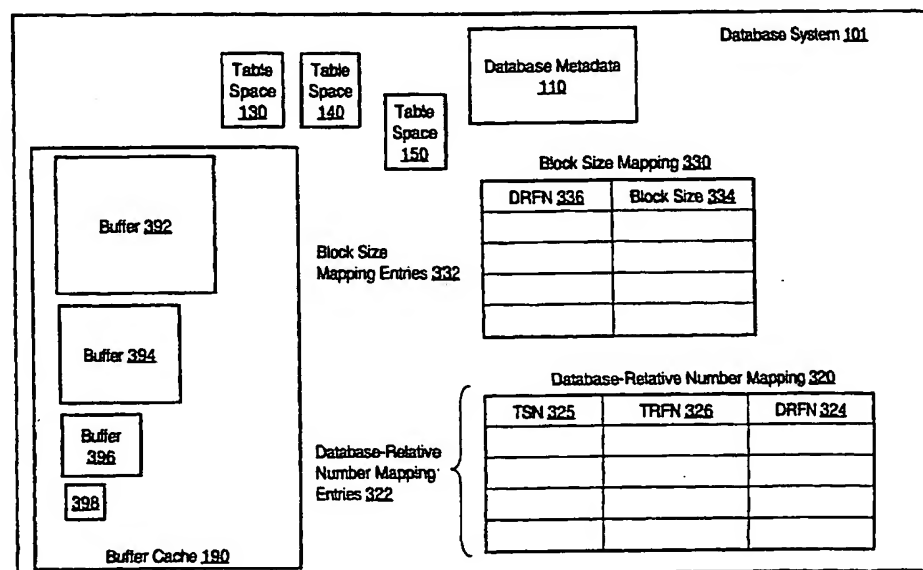 Database System 101
Table
Space
130
Table
Space
140
Table
Space
150
Database Metadata
110
Block Size Mapping 330
DRFN 336
Block Size 334
Block Size
Mapping Entries 332
Buffer 392
Buffer 394
Buffer
396
398
Buffer Cache 190
Database-Relative Number Mapping 320
TSN 325
TRFN 326
DRFN 324
Database-Relative
Number Mapping
Entries 322